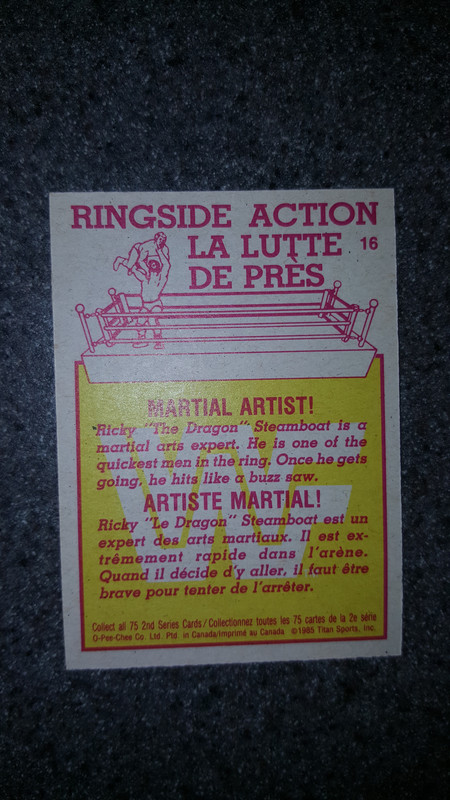 RINGSIDE ACTION
LA LUTTE 16
DE PRÈS
MARTIAL ARTIST!
Ricky "The Dragon" Steamboat is a
martial arts expert. He is one of the
quickest men in the ring. Once he gets
going, he hits like a buzz saw.
ARTISTE MARTIAL!
Ricky "Le Dragon" Steamboat est un
expert des arts martiaux. Il est ex-
trêmement rapide dans l'arène.
Quand il décide d'y aller, il faut être
brave pour tenter de l'arrêter.
Collect all 75 2nd Series Cards / Collectionnez toutes les 75 cartes de la 2e série
O-Pee-Chee Co. Ltd. Ptd. in Canada/Imprimé au Canada ©1985 Titan Sports, Inc.